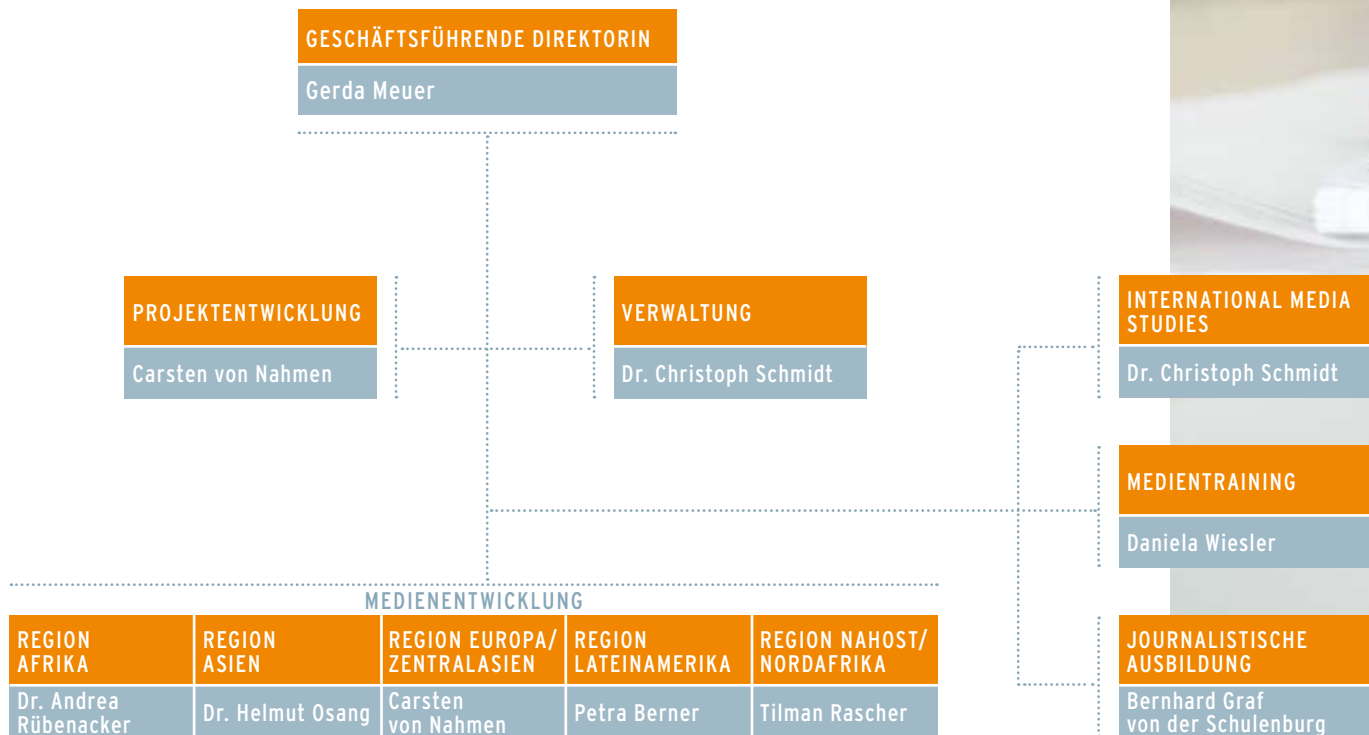 GESCHÄFTSFÜHRENDE DIREKTORIN
Gerda Meuer
PROJEKTENTWICKLUNG
Carsten von Nahmen
VERWALTUNG
Dr. Christoph Schmidt
INTERNATIONAL MEDIA
STUDIES
Dr. Christoph Schmidt
MEDIENTRAINING
Daniela Wiesler
MEDIENENTWICKLUNG
REGION
AFRIKA
Dr. Andrea
Rübenacker
REGION
ASIEN
Dr. Helmut Osang
REGION EUROPA/
ZENTRALASIEN
Carsten
von Nahmen
REGION
LATEINAMERIKA
Petra Berner
REGION NAHOST/
NORDAFRIKA
Tilman Rascher
JOURNALISTISCHE
AUSBILDUNG
Bernhard Graf
von der Schulenburg